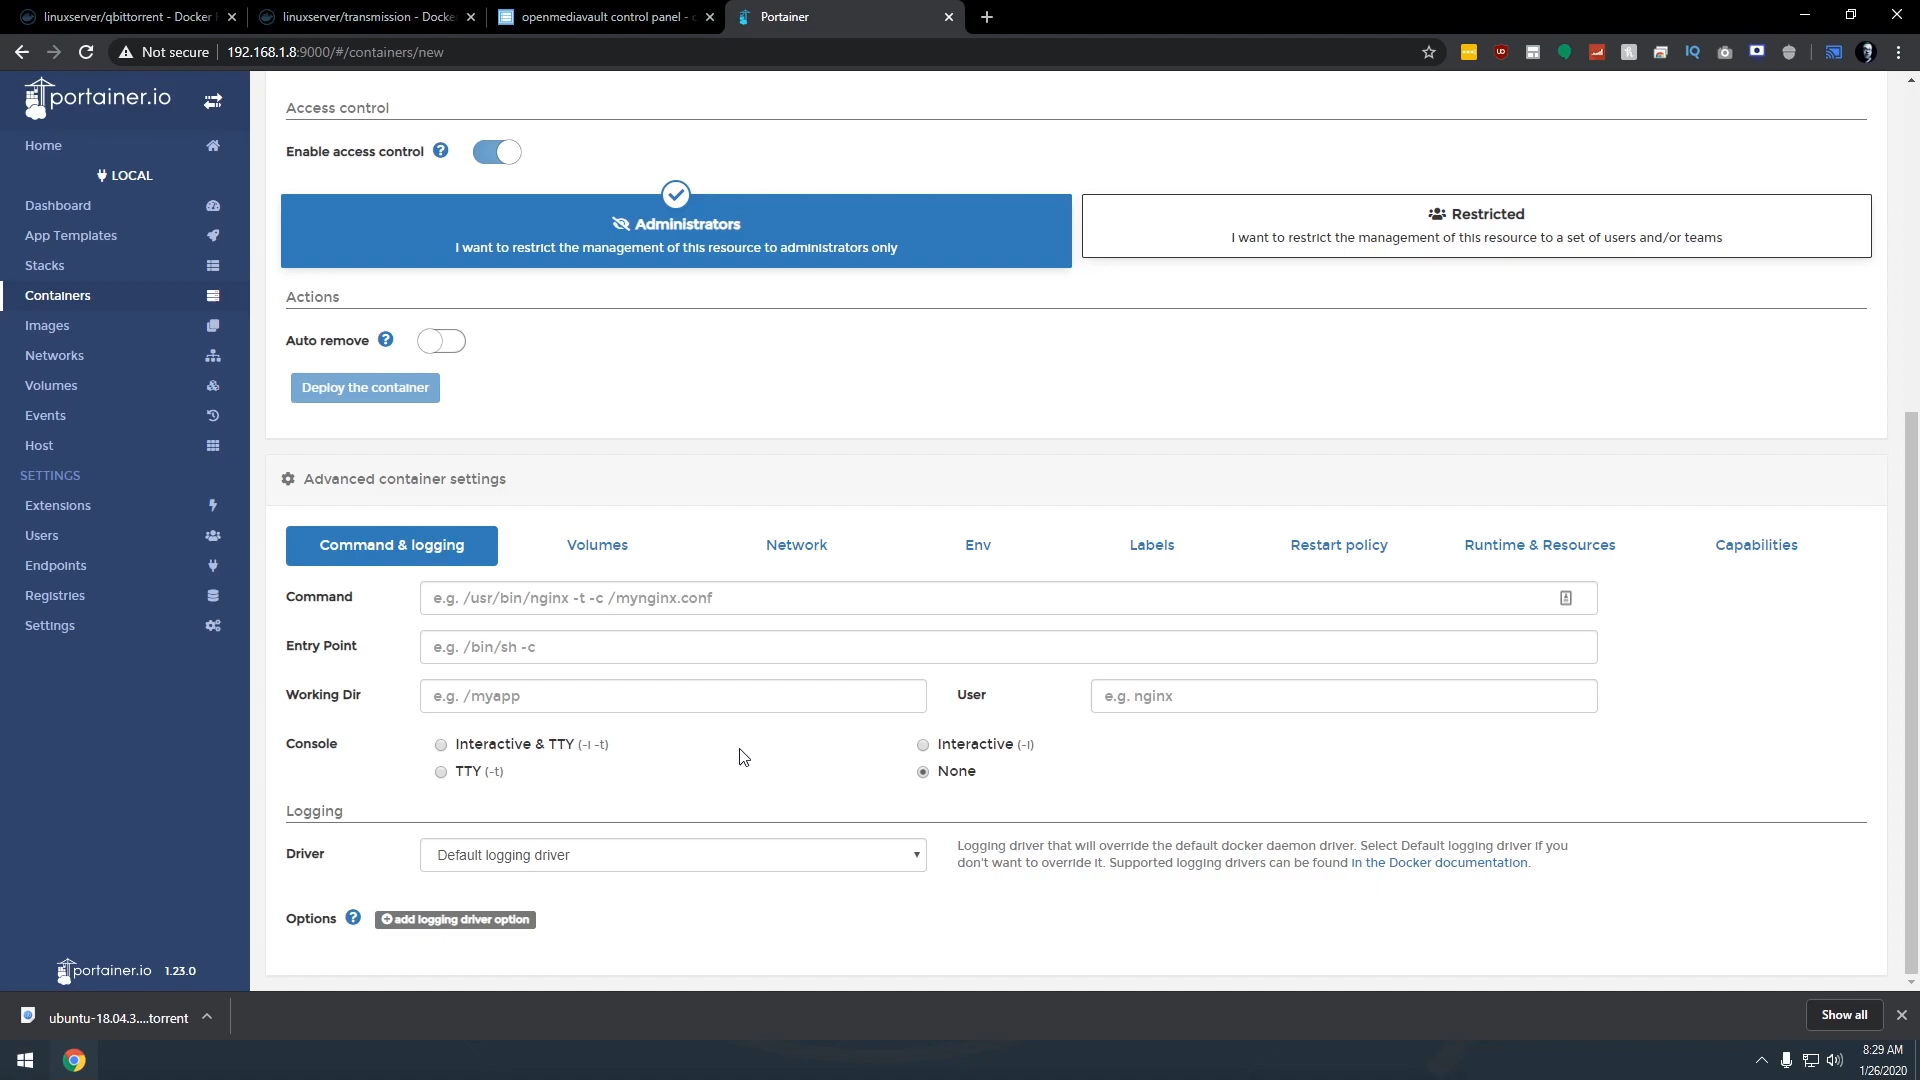 linuxserver/qbittorrent - Docker
linuxserver/transmission - Docke
openmediavault control panel -
Portainer
Not secure
192.168.1.8:9000/#/containers/new
portainer.io
Home
LOCAL
Dashboard
App Templates
Stacks
Containers
Images
Networks
Volumes
Events
Host
SETTINGS
Extensions
Users
Endpoints
Registries
Settings
portainer.io 1.23.0
Access control
Enable access control
Administrators
I want to restrict the management of this resource to administrators only
Restricted
I want to restrict the management of this resource to a set of users and/or teams
Actions
Auto remove
Deploy the container
Advanced container settings
Command & logging
Volumes
Network
Env
Labels
Restart policy
Runtime & Resources
Capabilities
Command
e.g. /usr/bin/nginx -t -c /mynginx.conf
Entry Point
e.g. /bin/sh -c
Working Dir
e.g. /myapp
User
e.g. nginx
Console
Interactive & TTY (-i -t)
Interactive (-i)
TTY (-t)
None
Logging
Driver
Default logging driver
Logging driver that will override the default docker daemon driver. Select Default logging driver if you
don't want to override it. Supported logging drivers can be found in the Docker documentation.
Options
add logging driver option
ubuntu-18.04.3....torrent
Show all
8:29 AM
1/26/2020